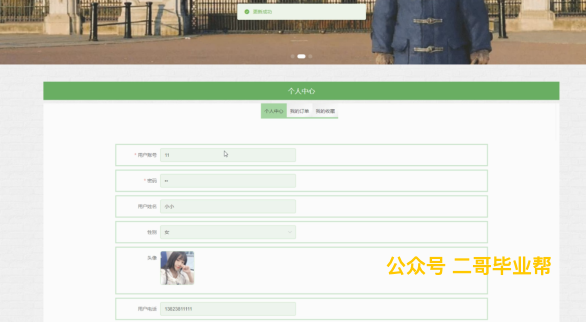 更新成功
个人中心
个人中心 我的订单 我的收藏
* 用户账号 11
* 密码
用户姓名 小小
性别 女
头像
公众号 二哥毕业帮
用户电话